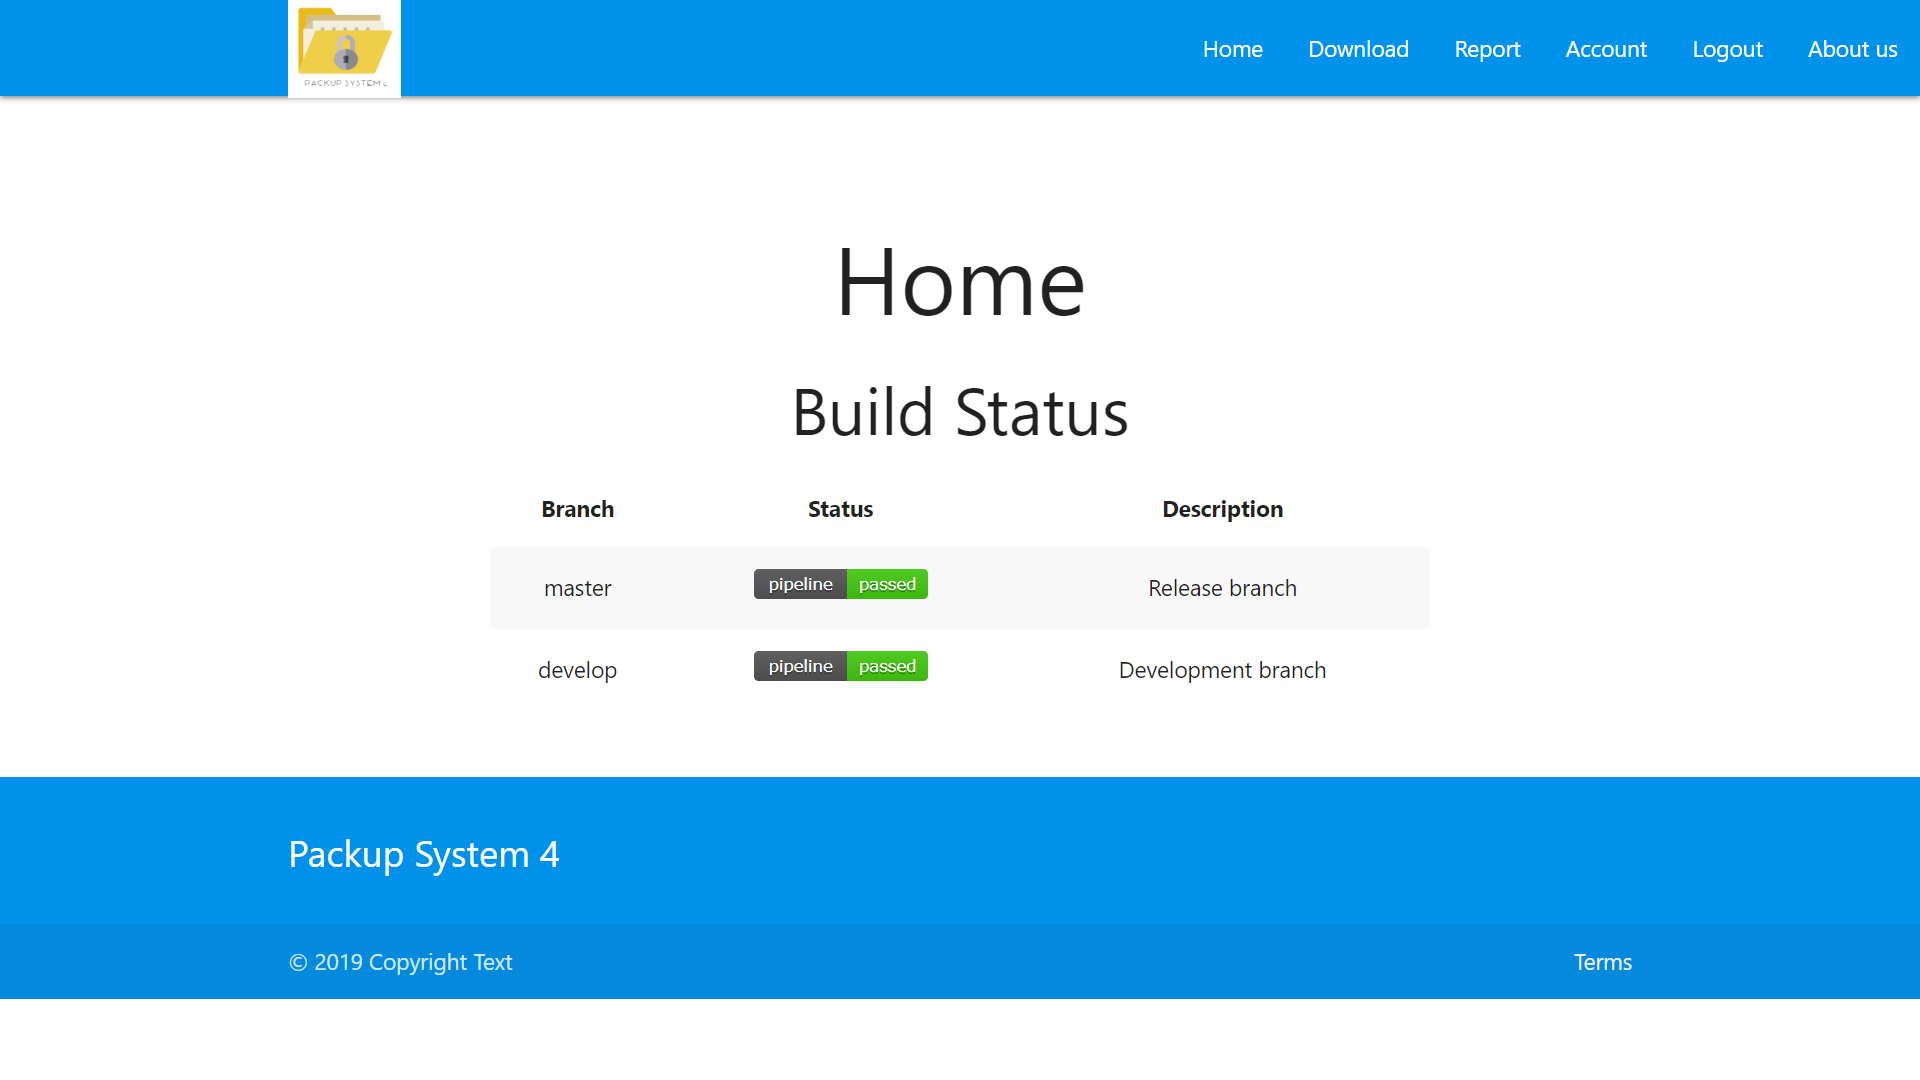 PACKUP SYSTEM 4
Home Download Report Account Logout About us
Home
Build Status
Branch Status Description
master pipeline passed Release branch
develop pipeline passed Development branch
Packup System 4
© 2019 Copyright Text Terms